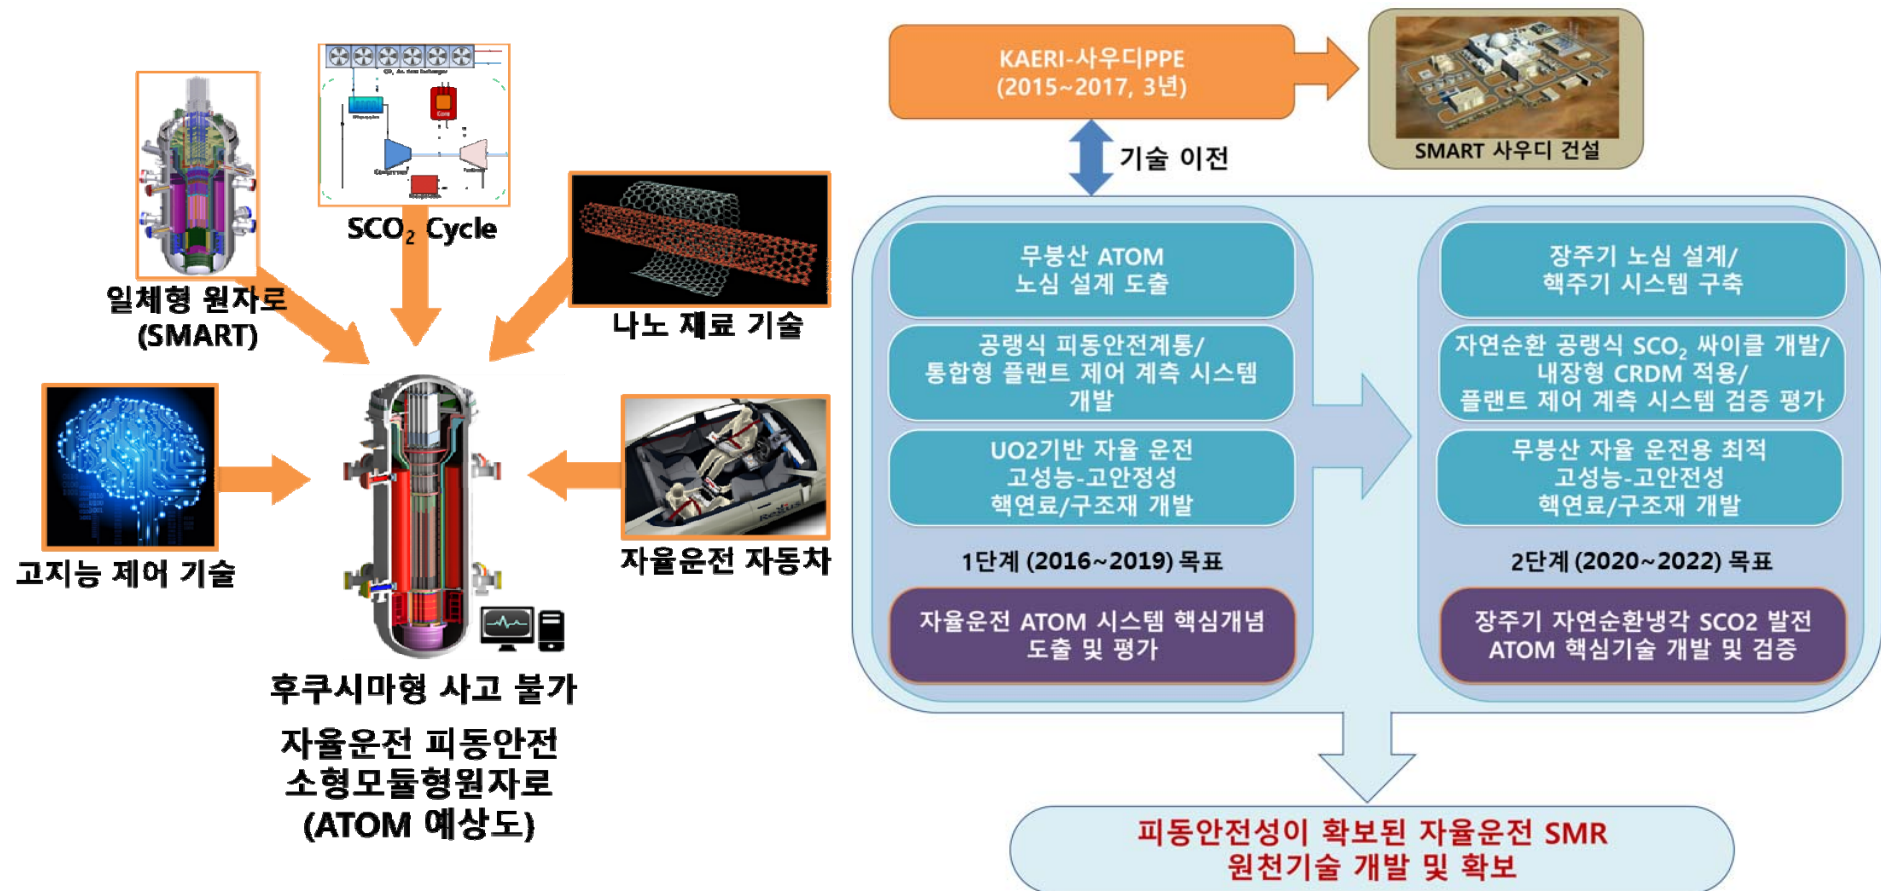 SCO₂ Cycle
일체형 원자로
(SMART)
나노 재료 기술
고지능 제어 기술
자율운전 자동차
후쿠시마형 사고 불가
자율운전 피동안전
소형모듈형원자로
(ATOM 예상도)
KAERI-사우디PPE
(2015~2017, 3년)
SMART 사우디 건설
기술 이전
무붕산 ATOM
노심 설계 도출
공랭식 피동안전계통/
통합형 플랜트 제어 계측 시스템
개발
UO2기반 자율 운전
고성능-고안정성
핵연료/구조재 개발
1단계 (2016~2019) 목표
자율운전 ATOM 시스템 핵심개념
도출 및 평가
장주기 노심 설계/
핵주기 시스템 구축
자연순환 공랭식 SCO₂ 싸이클 개발/
내장형 CRDM 적용/
플랜트 제어 계측 시스템 검증 평가
무붕산 자율 운전용 최적
고성능-고안전성
핵연료/구조재 개발
2단계 (2020~2022) 목표
장주기 자연순환냉각 SCO2 발전
ATOM 핵심기술 개발 및 검증
피동안전성이 확보된 자율운전 SMR
원천기술 개발 및 확보